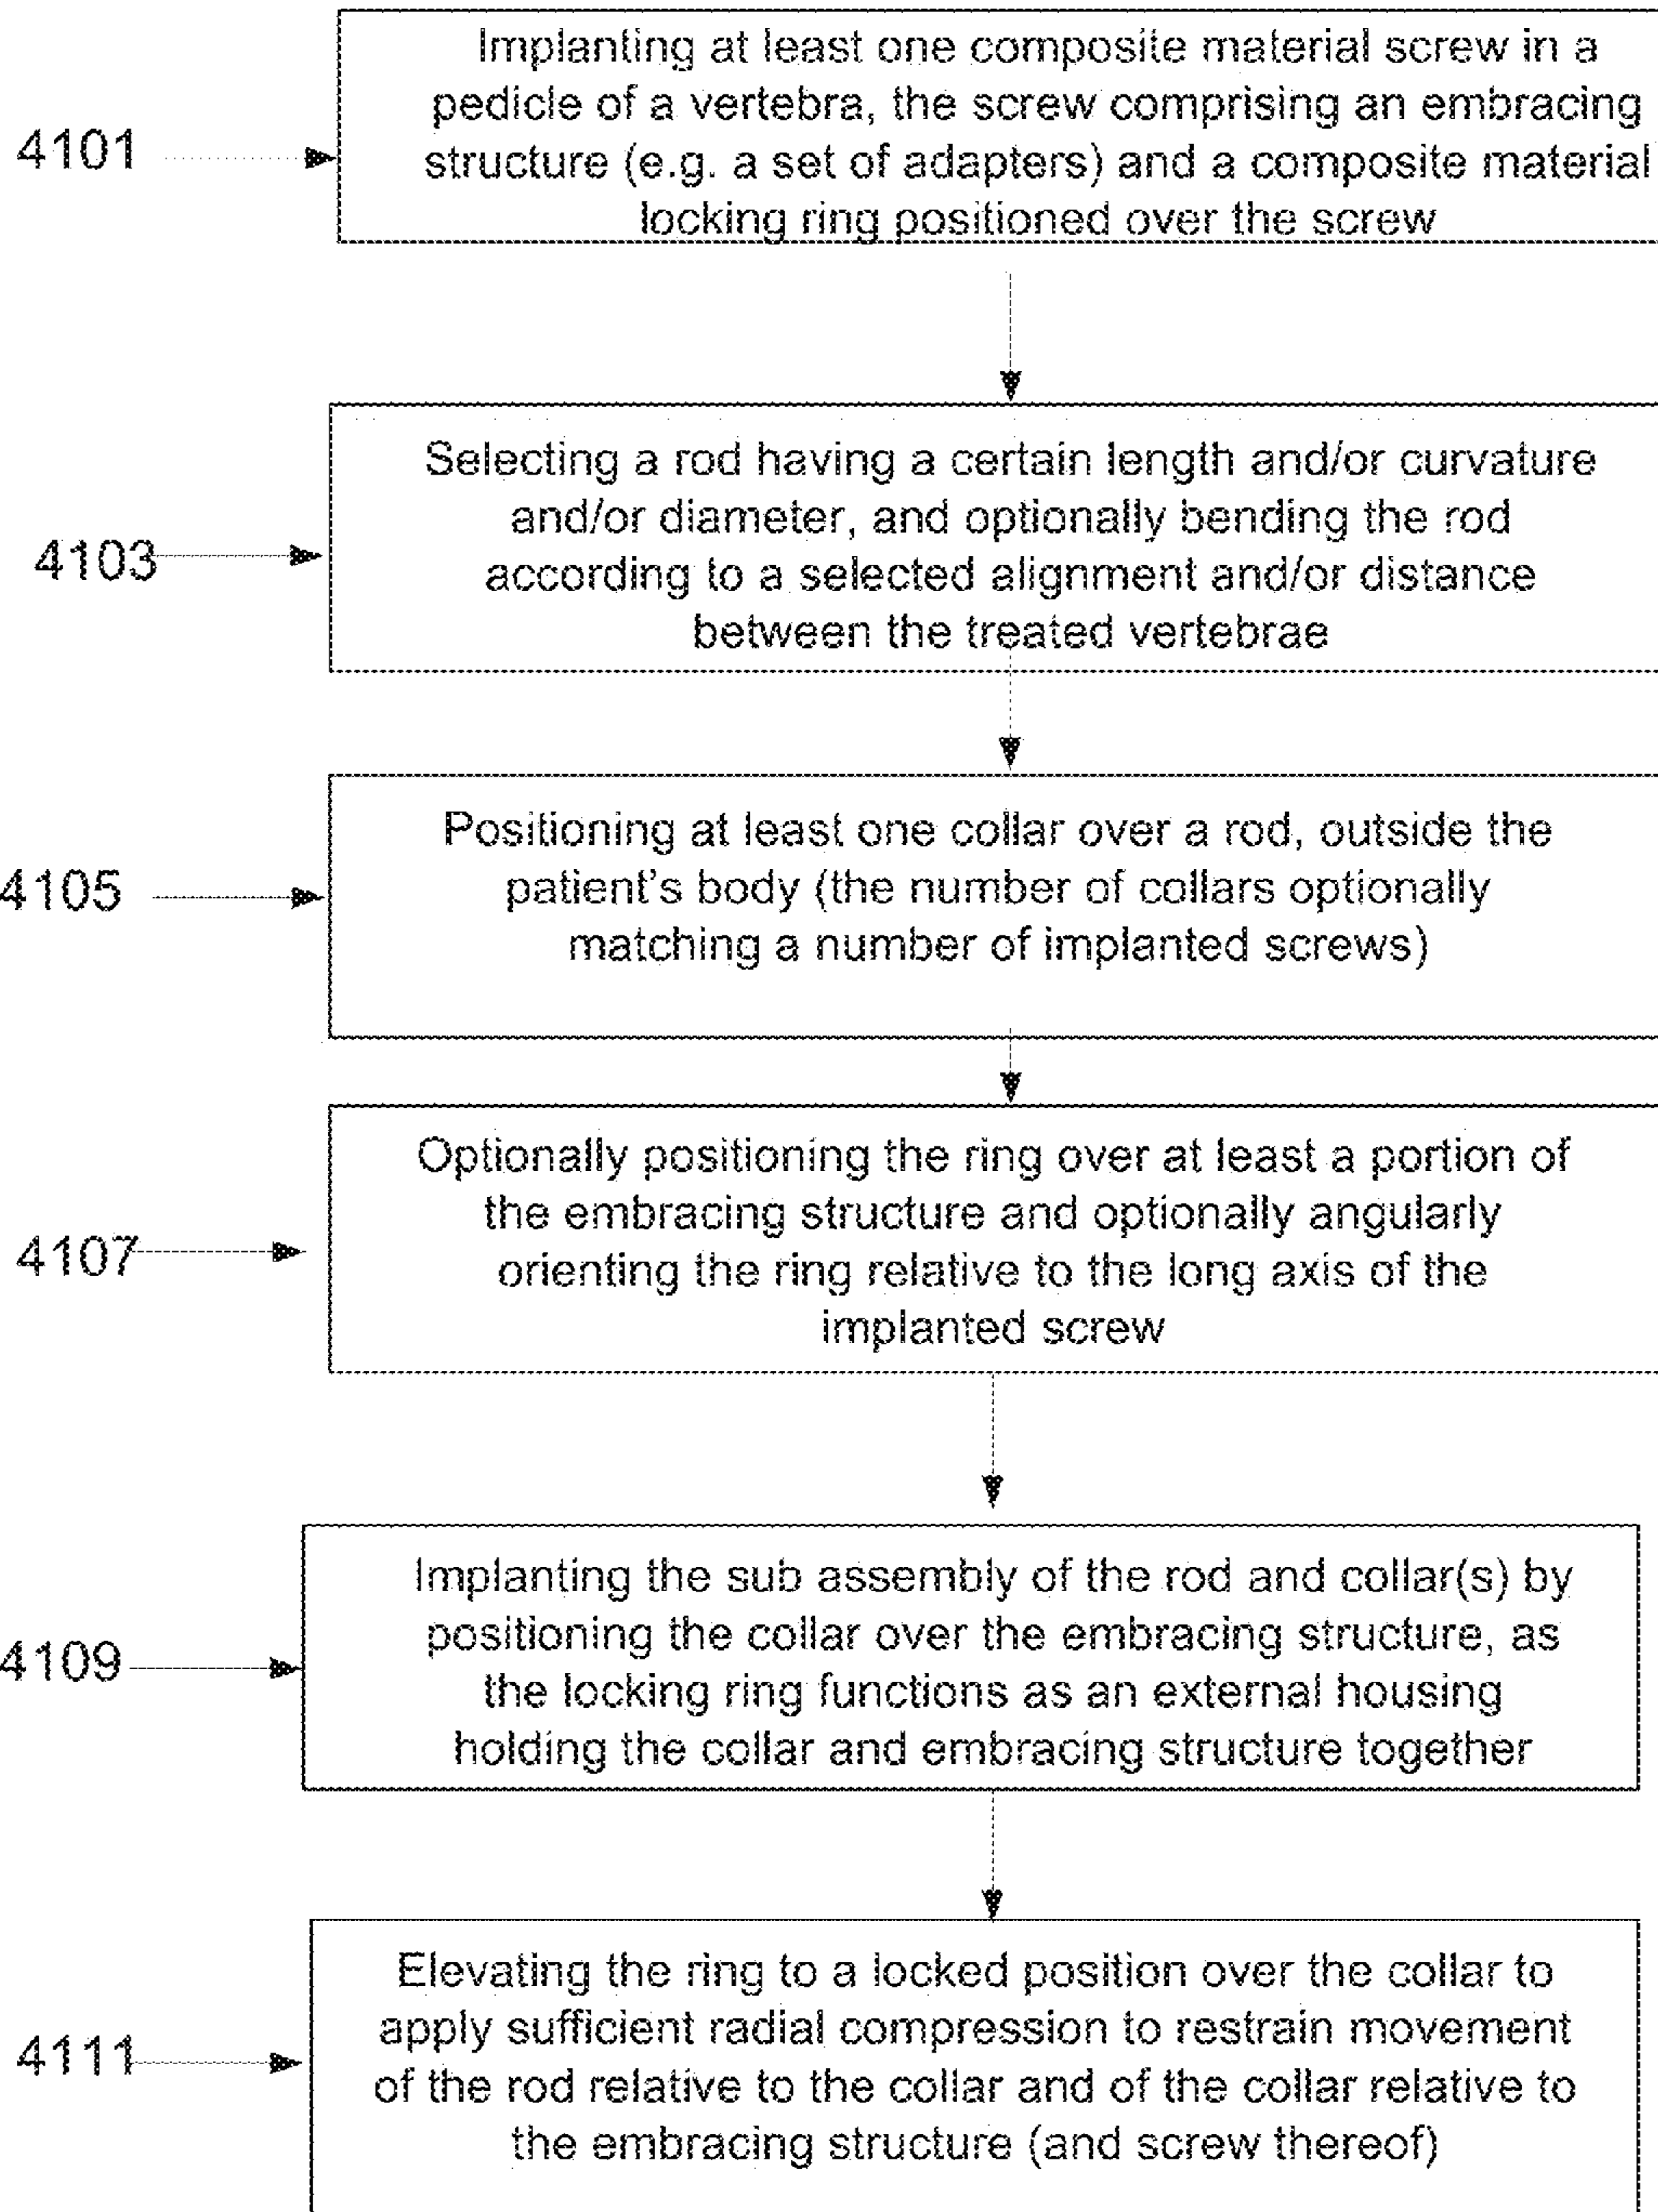 Implanting at least one composite material screw in a
pedicle of a vertebra, the screw comprising an embracing
4101
structure (e.g. a set of adapters) and a composite material
locking ring positioned over the screw
Selecting a rod having a certain length and/or curvature
and/or diameter, and optionally bending the rod
4103
according to a selected alignment and/or distance
between the treated vertebrae
Positioning at least one collar over a rod, outside the
4105
patient's body (the number of collars optionally
matching a number of implanted screws)
Optionally positioning the ring over at least a portion of
the embracing structure and optionally angularly
4107
orienting the ring relative to the long axis of the
implanted screw
Implanting the sub assembly of the rod and collar(s) by
positioning the collar over the embracing structure, as
4109
the locking ring functions as an external housing
holding the collar and embracing structure together
Elevating the ring to a locked position over the collar to
apply sufficient radial compression to restrain movement
4111
of the rod relative to the collar and of the collar relative to
the embracing structure (and screw thereof)